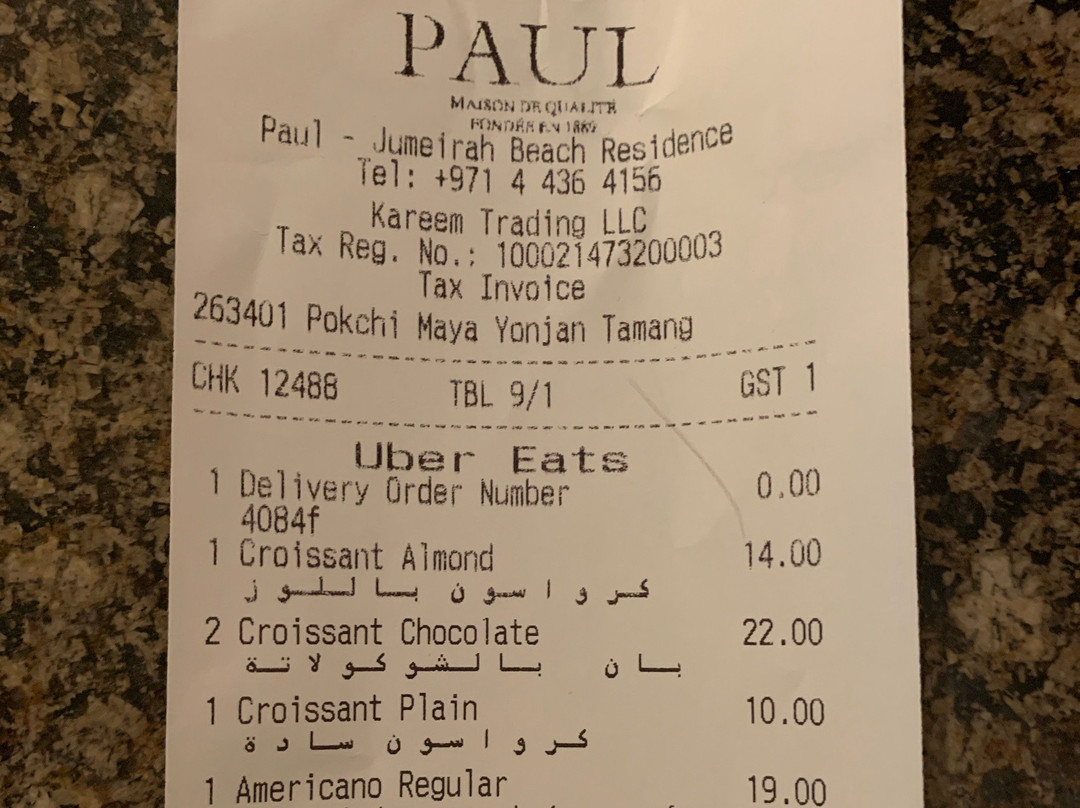 PAUL
MAISON DE QUALITÉ
FONDÉE EN 1889
Paul - Jumeirah Beach Residence
Tel: +971 4 436 4156
Kareem Trading LLC
Tax Reg. No.: 100021473200003
Tax Invoice
263401 Pokchi Maya Yonjan Tamang
CHK 12488 TBL 9/1 GST 1
Uber Eats
1 Delivery Order Number 0.00
4084f
1 Croissant Almond 14.00
كرواسون باللوز
2 Croissant Chocolate 22.00
بان بالشوكولاتة
1 Croissant Plain 10.00
كرواسون سادة
1 Americano Regular 19.00